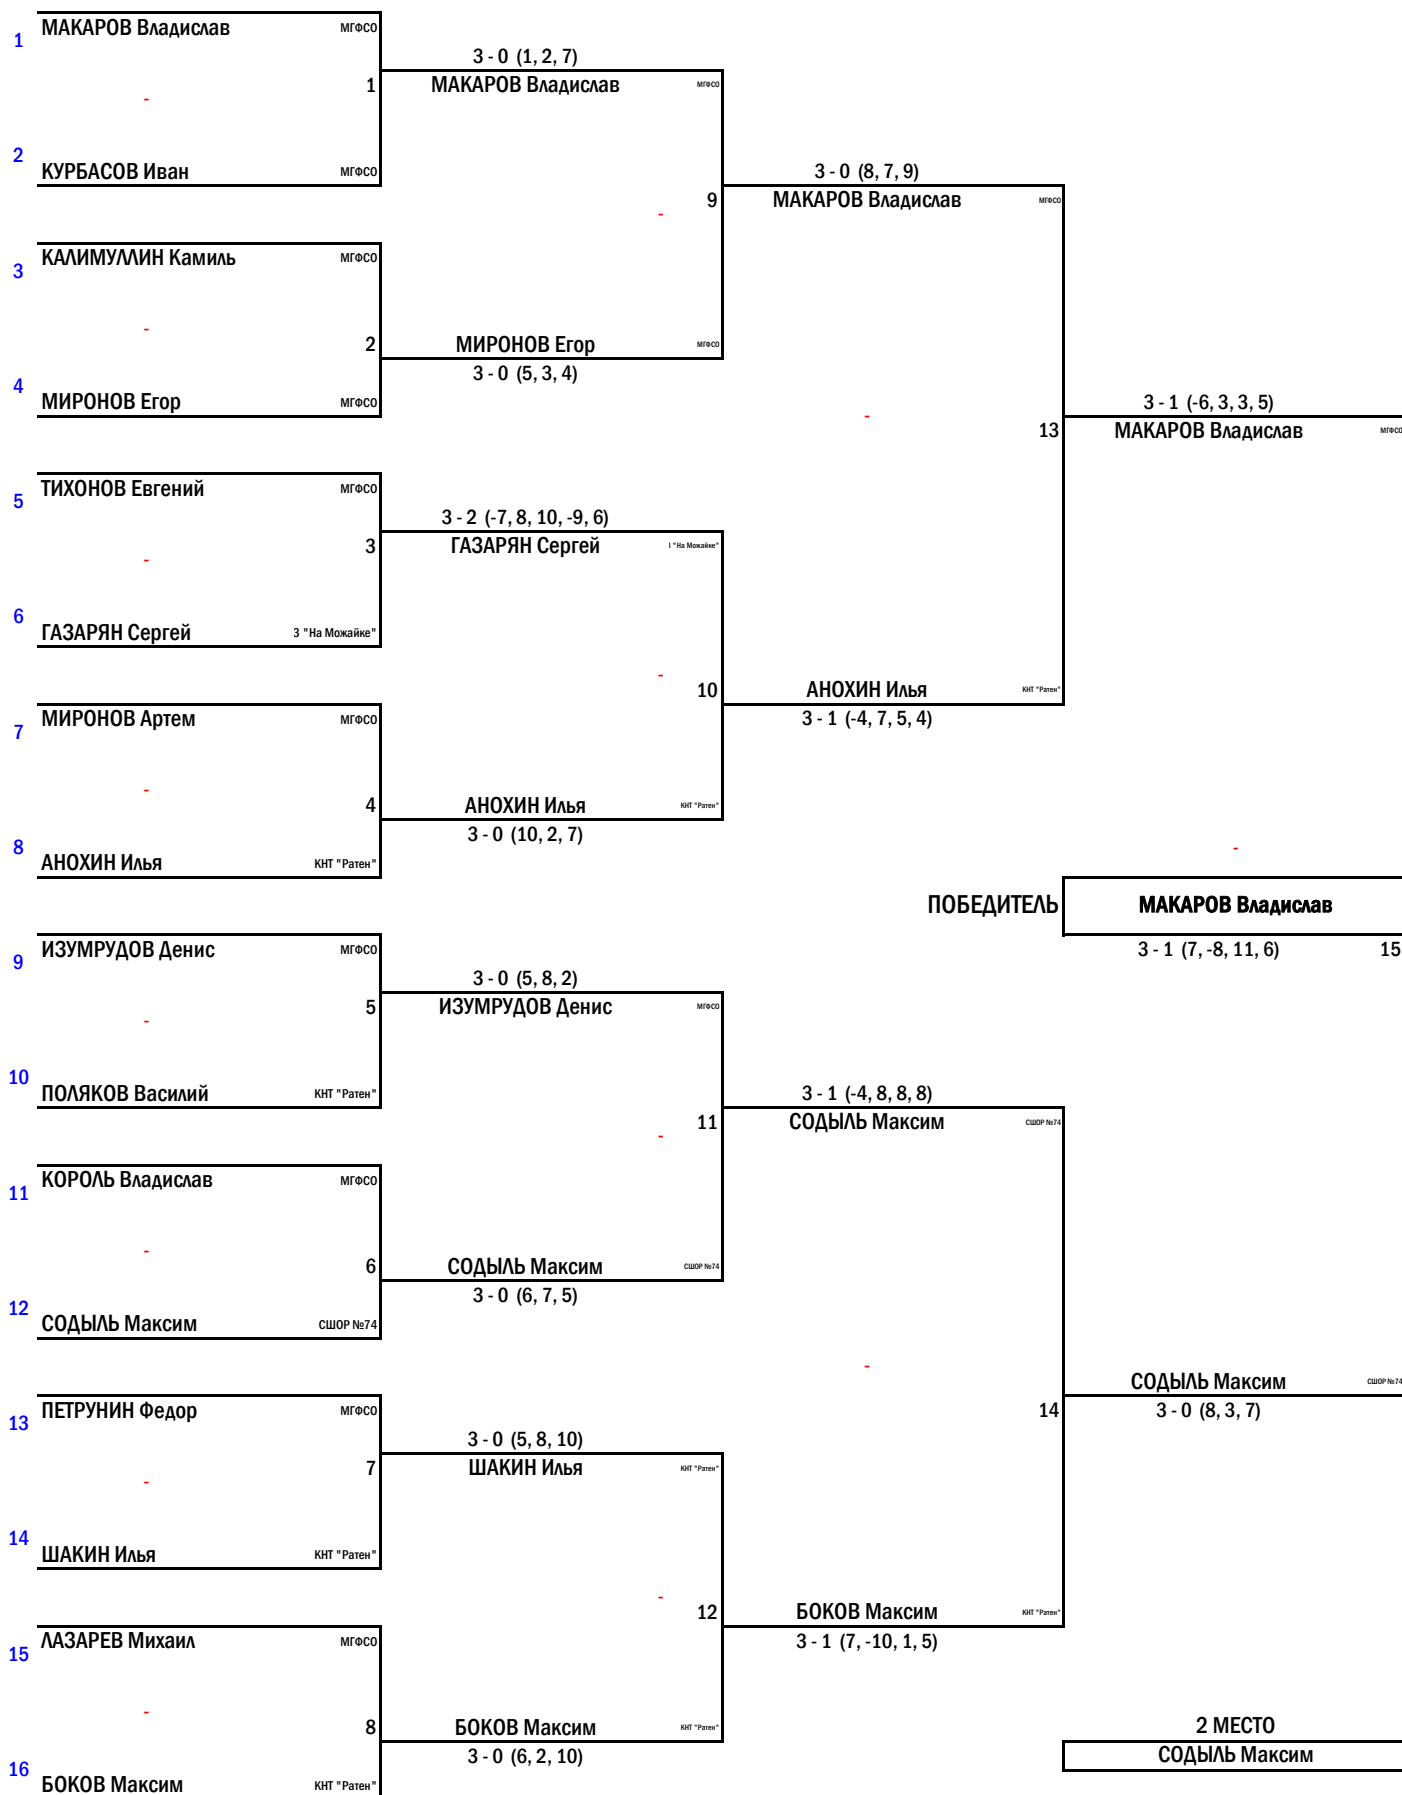 1 МАКАРОВ Владислав МГФСО
3 - 0 (1, 2, 7)
1 МАКАРОВ Владислав МГФСО
-
2 КУРБАСОВ Иван МГФСО
3 - 0 (8, 7, 9)
9 МАКАРОВ Владислав МГФСО
-
3 КАЛИМУЛЛИН Камиль МГФСО
-
2 МИРОНОВ Егор МГФСО
3 - 0 (5, 3, 4)
4 МИРОНОВ Егор МГФСО
3 - 1 (-6, 3, 3, 5)
-
13 МАКАРОВ Владислав МГФСО
5 ТИХОНОВ Евгений МГФСО
3 - 2 (-7, 8, 10, -9, 6)
3 ГАЗАРЯН Сергей І "На Можайке"
-
6 ГАЗАРЯН Сергей З "На Можайке"
-
10 АНОХИН Илья КНТ "Ратен"
3 - 1 (-4, 7, 5, 4)
7 МИРОНОВ Артем МГФСО
-
4 АНОХИН Илья КНТ "Ратен"
3 - 0 (10, 2, 7)
8 АНОХИН Илья КНТ "Ратен"
-
ПОБЕДИТЕЛЬ МАКАРОВ Владислав
3 - 1 (7, -8, 11, 6) 15
9 ИЗУМРУДОВ Денис МГФСО
3 - 0 (5, 8, 2)
5 ИЗУМРУДОВ Денис МГФСО
-
10 ПОЛЯКОВ Василий КНТ "Ратен"
3 - 1 (-4, 8, 8, 8)
11 СОДЫЛЬ Максим СШОР №74
-
11 КОРОЛЬ Владислав МГФСО
-
6 СОДЫЛЬ Максим СШОР №74
3 - 0 (6, 7, 5)
12 СОДЫЛЬ Максим СШОР №74
-
14 СОДЫЛЬ Максим СШОР №74
3 - 0 (8, 3, 7)
13 ПЕТРУНИН Федор МГФСО
3 - 0 (5, 8, 10)
7 ШАКИН Илья КНТ "Ратен"
-
14 ШАКИН Илья КНТ "Ратен"
-
12 БОКОВ Максим КНТ "Ратен"
3 - 1 (7, -10, 1, 5)
15 ЛАЗАРЕВ Михаил МГФСО
-
8 БОКОВ Максим КНТ "Ратен"
3 - 0 (6, 2, 10)
16 БОКОВ Максим КНТ "Ратен"
2 МЕСТО
СОДЫЛЬ Максим